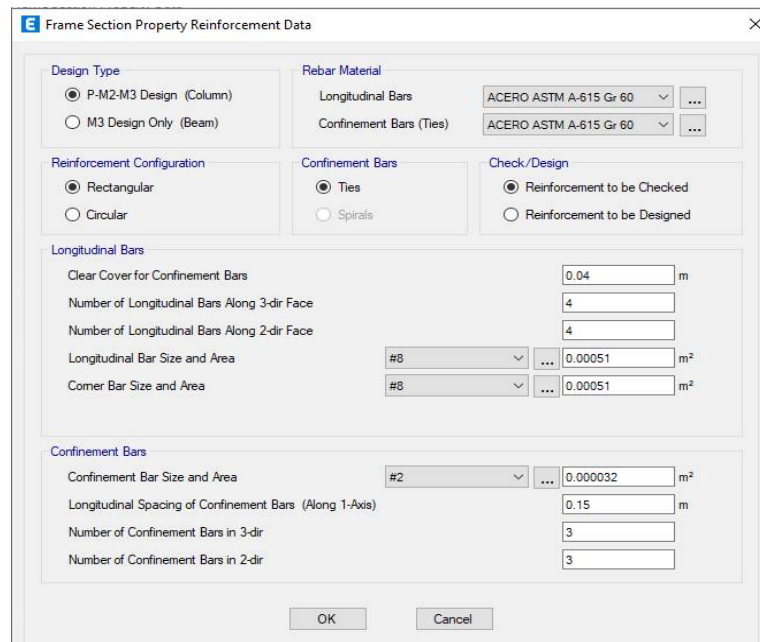 E Frame Section Property Reinforcement Data
Design Type
P-M2-M3 Design (Column)
M3 Design Only (Beam)
Rebar Material
Longitudinal Bars ACERO ASTM A-615 Gr 60 ...
Confinement Bars (Ties) ACERO ASTM A-615 Gr 60 ...
Reinforcement Configuration
Rectangular
Circular
Confinement Bars
Ties
Spirals
Check/Design
Reinforcement to be Checked
Reinforcement to be Designed
Longitudinal Bars
Clear Cover for Confinement Bars 0.04 m
Number of Longitudinal Bars Along 3-dir Face 4
Number of Longitudinal Bars Along 2-dir Face 4
Longitudinal Bar Size and Area #8 ... 0.00051 m²
Corner Bar Size and Area #8 ... 0.00051 m²
Confinement Bars
Confinement Bar Size and Area #2 ... 0.000032 m²
Longitudinal Spacing of Confinement Bars (Along 1-Axis) 0.15 m
Number of Confinement Bars in 3-dir 3
Number of Confinement Bars in 2-dir 3
OK Cancel